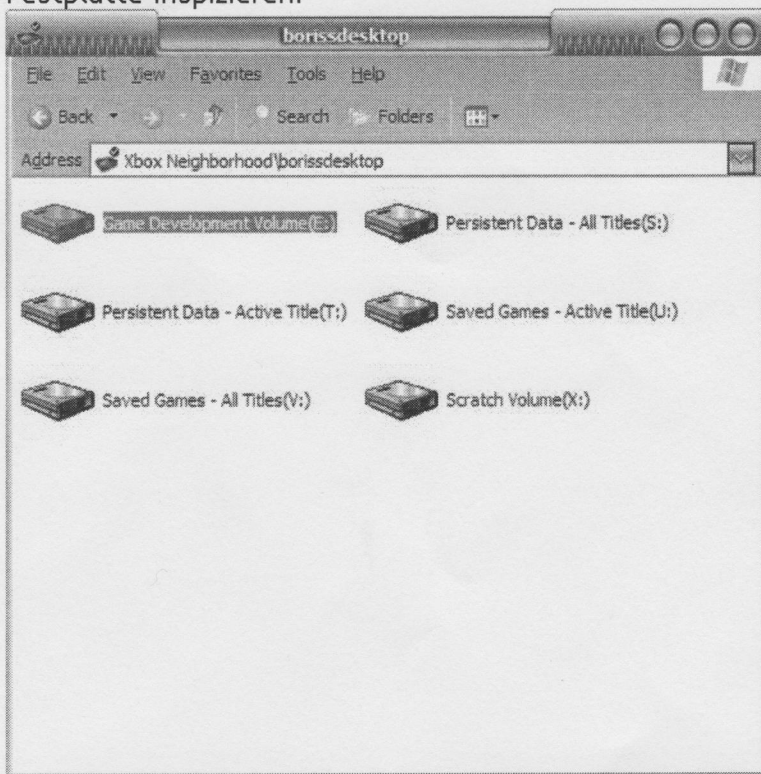 Festplatte inspizieren.
borissdesktop
File Edit View Favorites Tools Help
Back Search Folders
Address Xbox Neighborhood\borissdesktop
Game Development Volume(E:) Persistent Data - All Titles(S:)
Persistent Data - Active Title(T:) Saved Games - Active Title(U:)
Saved Games - All Titles(V:) Scratch Volume(X:)